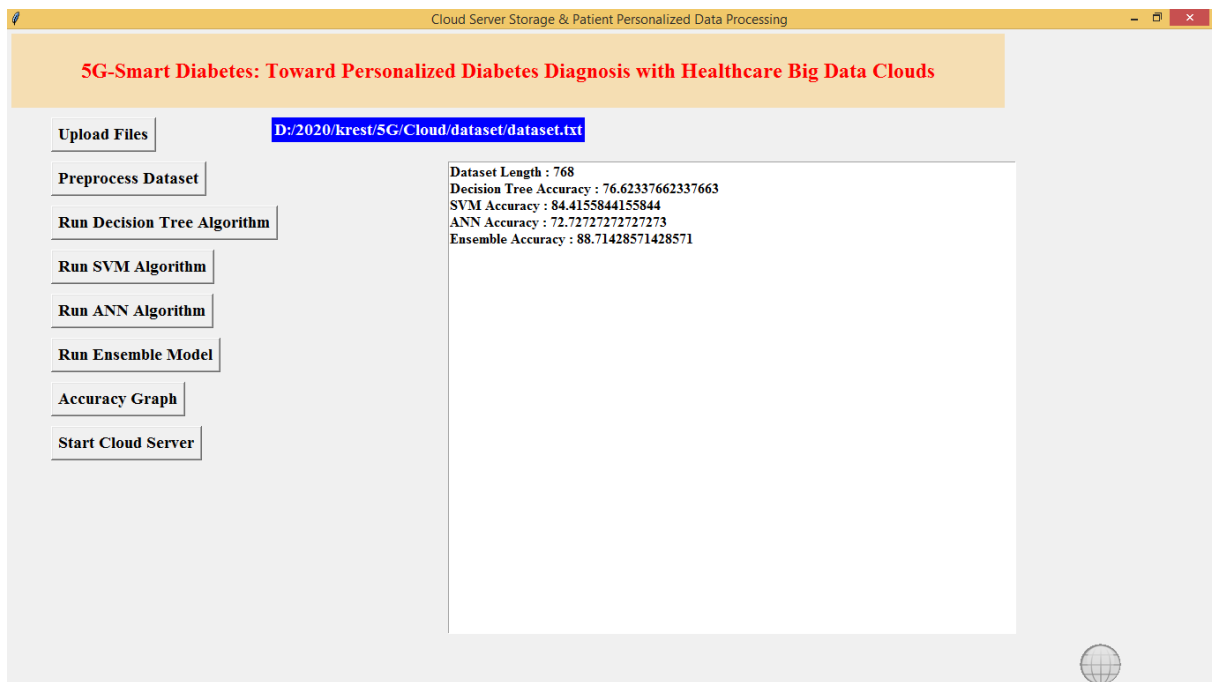 Cloud Server Storage & Patient Personalized Data Processing
5G-Smart Diabetes: Toward Personalized Diabetes Diagnosis with Healthcare Big Data Clouds
Upload Files
D:/2020/krest/5G/Cloud/dataset/dataset.txt
Preprocess Dataset
Run Decision Tree Algorithm
Run SVM Algorithm
Run ANN Algorithm
Run Ensemble Model
Accuracy Graph
Start Cloud Server
Dataset Length : 768
Decision Tree Accuracy : 76.62337662337663
SVM Accuracy : 84.4155844155844
ANN Accuracy : 72.72727272727273
Ensemble Accuracy : 88.71428571428571